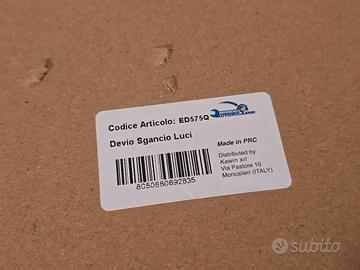 Codice Articolo: ED575Q
Devio Sgancio Luci
Made in PRC
Distributed by
Kawin srl
Via Pastore 10
Moncalieri (ITALY)
8050880692835
subito